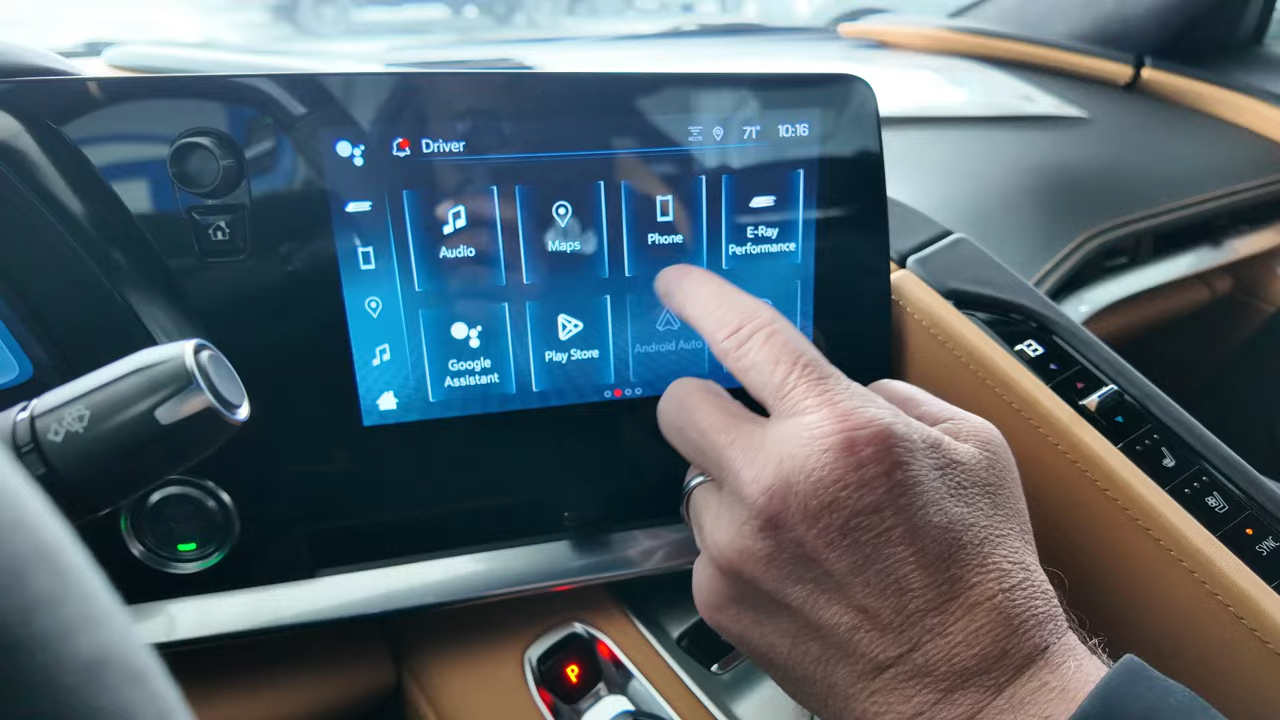 Driver
71° 10:16
Audio
Maps
Phone
E-Ray
Performance
Google
Assistant
Play Store
Android Auto
P
SYNC